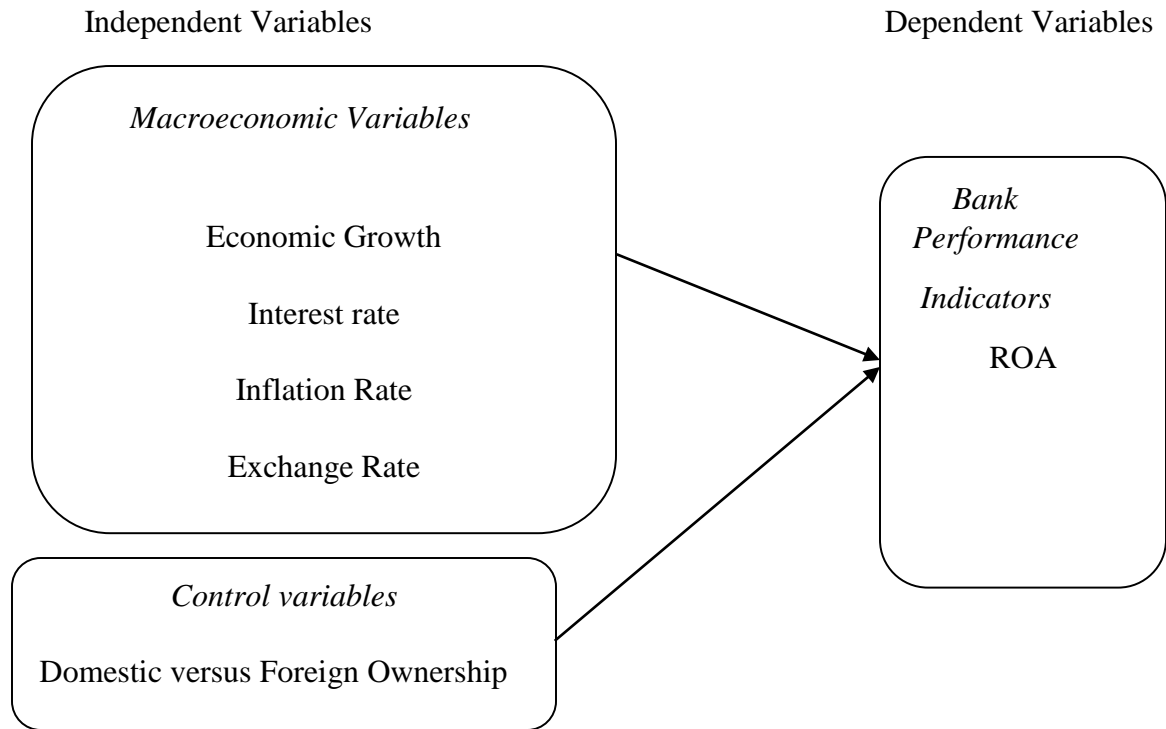 Independent Variables
Dependent Variables
Macroeconomic Variables
Economic Growth
Interest rate
Inflation Rate
Exchange Rate
Control variables
Domestic versus Foreign Ownership
Bank
Performance
Indicators
ROA